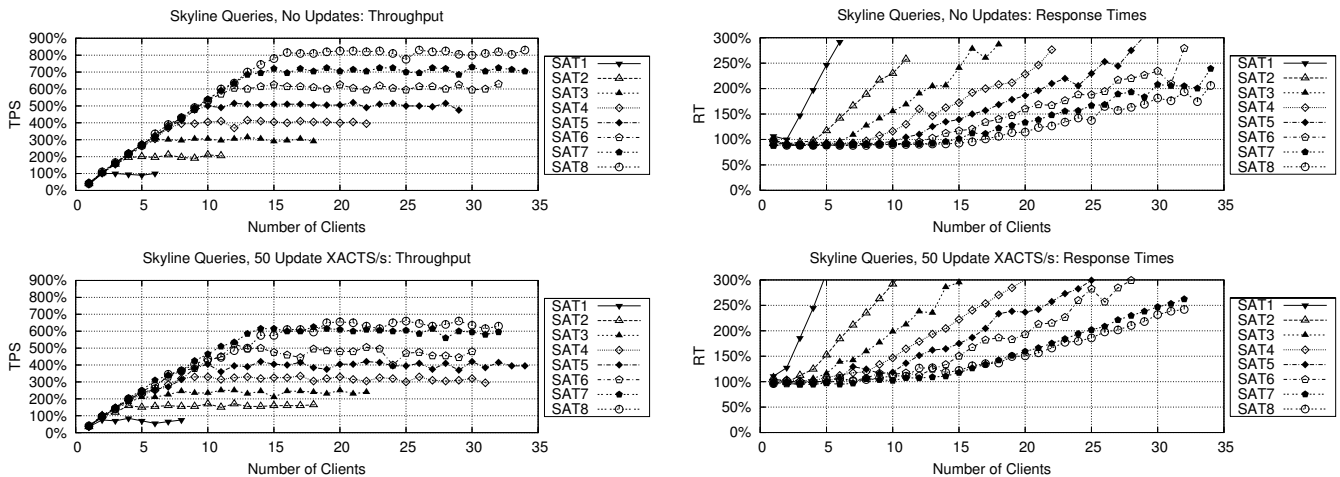 Skyline Queries, No Updates: Throughput
900%
800%
700%
600%
500%
400%
300%
200%
100%
0%
TPS
0 5 10 15 20 25 30 35
Number of Clients
SAT1
SAT2
SAT3
SAT4
SAT5
SAT6
SAT7
SAT8
Skyline Queries, No Updates: Response Times
300%
250%
200%
150%
100%
50%
0%
RT
0 5 10 15 20 25 30 35
Number of Clients
SAT1
SAT2
SAT3
SAT4
SAT5
SAT6
SAT7
SAT8
Skyline Queries, 50 Update XACTS/s: Throughput
900%
800%
700%
600%
500%
400%
300%
200%
100%
0%
TPS
0 5 10 15 20 25 30 35
Number of Clients
SAT1
SAT2
SAT3
SAT4
SAT5
SAT6
SAT7
SAT8
Skyline Queries, 50 Update XACTS/s: Response Times
300%
250%
200%
150%
100%
50%
0%
RT
0 5 10 15 20 25 30 35
Number of Clients
SAT1
SAT2
SAT3
SAT4
SAT5
SAT6
SAT7
SAT8